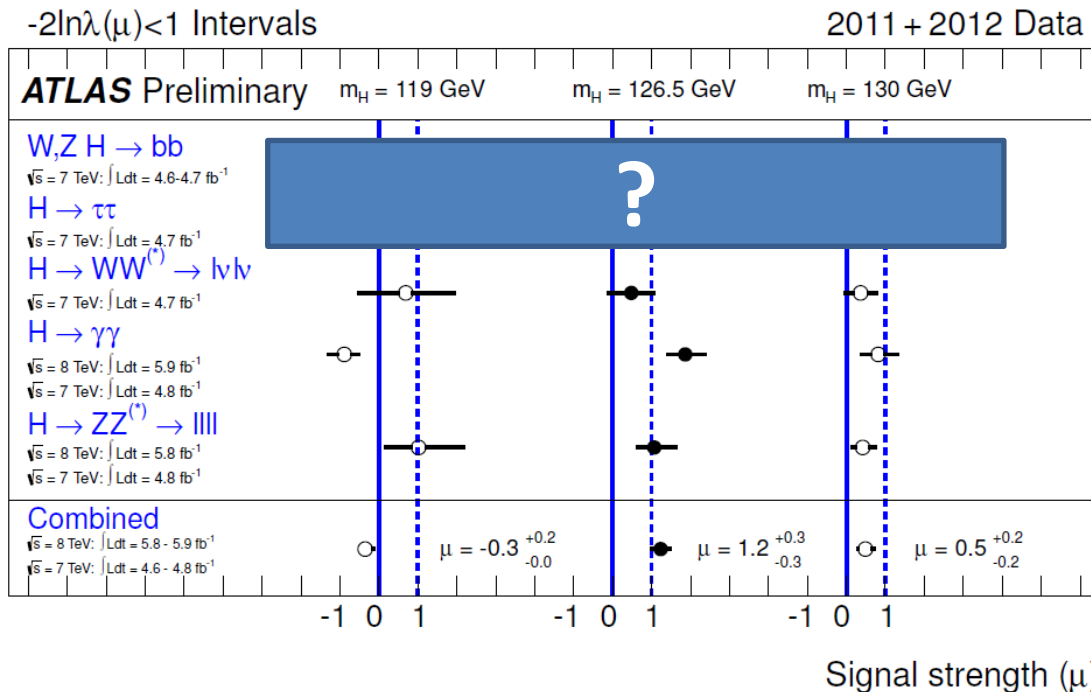 -2lnλ(μ)<1 Intervals 2011 + 2012 Data
ATLAS Preliminary m_H = 119 GeV m_H = 126.5 GeV m_H = 130 GeV
W,Z H → bb
√s = 7 TeV: ∫Ldt = 4.6-4.7 fb⁻¹
?
H → ττ
√s = 7 TeV: ∫Ldt = 4.7 fb⁻¹
H → WW⁽*⁾ → lνlν
√s = 7 TeV: ∫Ldt = 4.7 fb⁻¹
H → γγ
√s = 8 TeV: ∫Ldt = 5.9 fb⁻¹
√s = 7 TeV: ∫Ldt = 4.8 fb⁻¹
H → ZZ⁽*⁾ → llll
√s = 8 TeV: ∫Ldt = 5.8 fb⁻¹
√s = 7 TeV: ∫Ldt = 4.8 fb⁻¹
Combined
√s = 8 TeV: ∫Ldt = 5.8 - 5.9 fb⁻¹
√s = 7 TeV: ∫Ldt = 4.6 - 4.8 fb⁻¹
μ = -0.3 +0.2 -0.0 μ = 1.2 +0.3 -0.3 μ = 0.5 +0.2 -0.2
-1 0 1 -1 0 1 -1 0 1
Signal strength (μ)